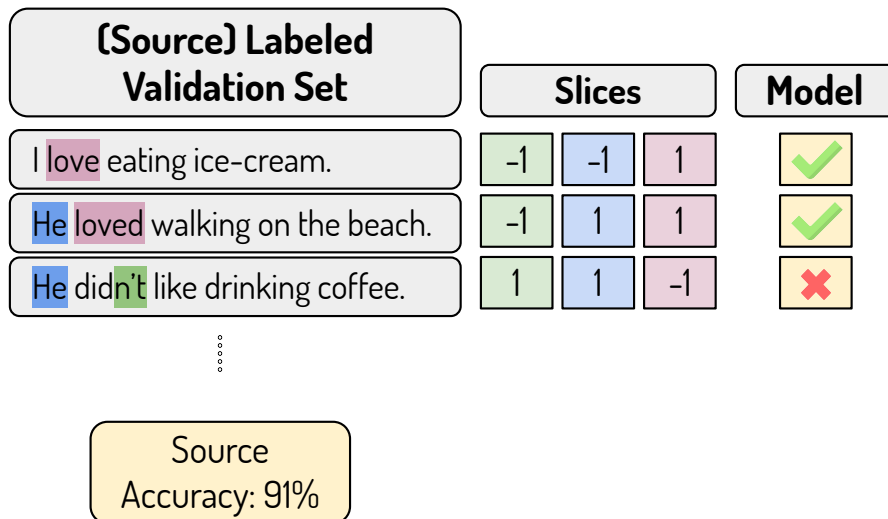 (Source) Labeled
Validation Set
Slices
Model
I love eating ice-cream.
-1 -1 1
He loved walking on the beach.
-1 1 1
He didn't like drinking coffee.
1 1 -1
Source
Accuracy: 91%